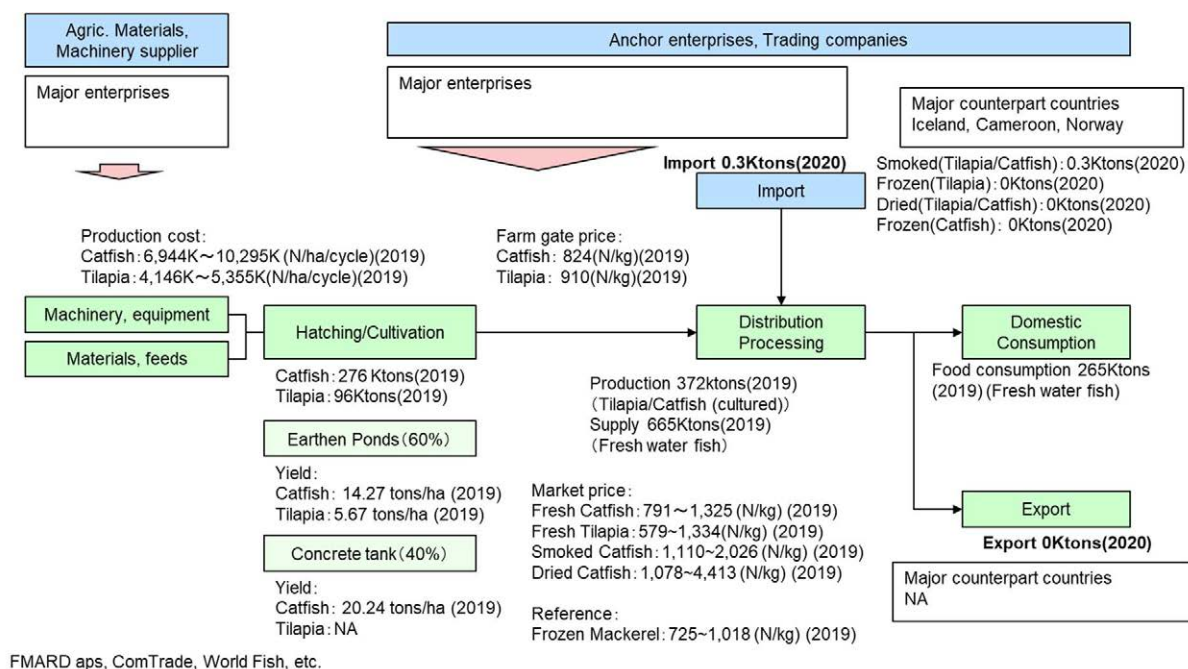 Agric. Materials,
Machinery supplier
Major enterprises
Anchor enterprises, Trading companies
Major enterprises
Major counterpart countries
Iceland, Cameroon, Norway
Import 0.3Ktons(2020)
Import
Smoked(Tilapia/Catfish):0.3Ktons(2020)
Frozen(Tilapia):0Ktons(2020)
Dried(Tilapia/Catfish):0Ktons(2020)
Frozen(Catfish): 0Ktons(2020)
Production cost:
Catfish:6,944K～10,295K(N/ha/cycle)(2019)
Tilapia:4,146K～5,355K(N/ha/cycle)(2019)
Farm gate price:
Catfish: 824(N/kg)(2019)
Tilapia: 910(N/kg)(2019)
Machinery, equipment
Materials, feeds
Hatching/Cultivation
Distribution
Processing
Domestic
Consumption
Catfish:276 Ktons(2019)
Tilapia:96Ktons(2019)
Production 372ktons(2019)
（Tilapia/Catfish (cultured)）
Supply 665Ktons(2019)
（Fresh water fish）
Food consumption 265Ktons
(2019) (Fresh water fish)
Earthen Ponds（60%）
Yield:
Catfish: 14.27 tons/ha (2019)
Tilapia:5.67 tons/ha (2019)
Concrete tank（40%）
Yield:
Catfish:20.24 tons/ha (2019)
Tilapia:NA
Market price:
Fresh Catfish:791～1,325 (N/kg) (2019)
Fresh Tilapia:579~1,334(N/kg) (2019)
Smoked Catfish:1,110~2,026 (N/kg) (2019)
Dried Catfish:1,078~4,413 (N/kg) (2019)
Reference:
Frozen Mackerel:725~1,018 (N/kg) (2019)
Export
Export 0Ktons(2020)
Major counterpart countries
NA
FMARD aps, ComTrade, World Fish, etc.